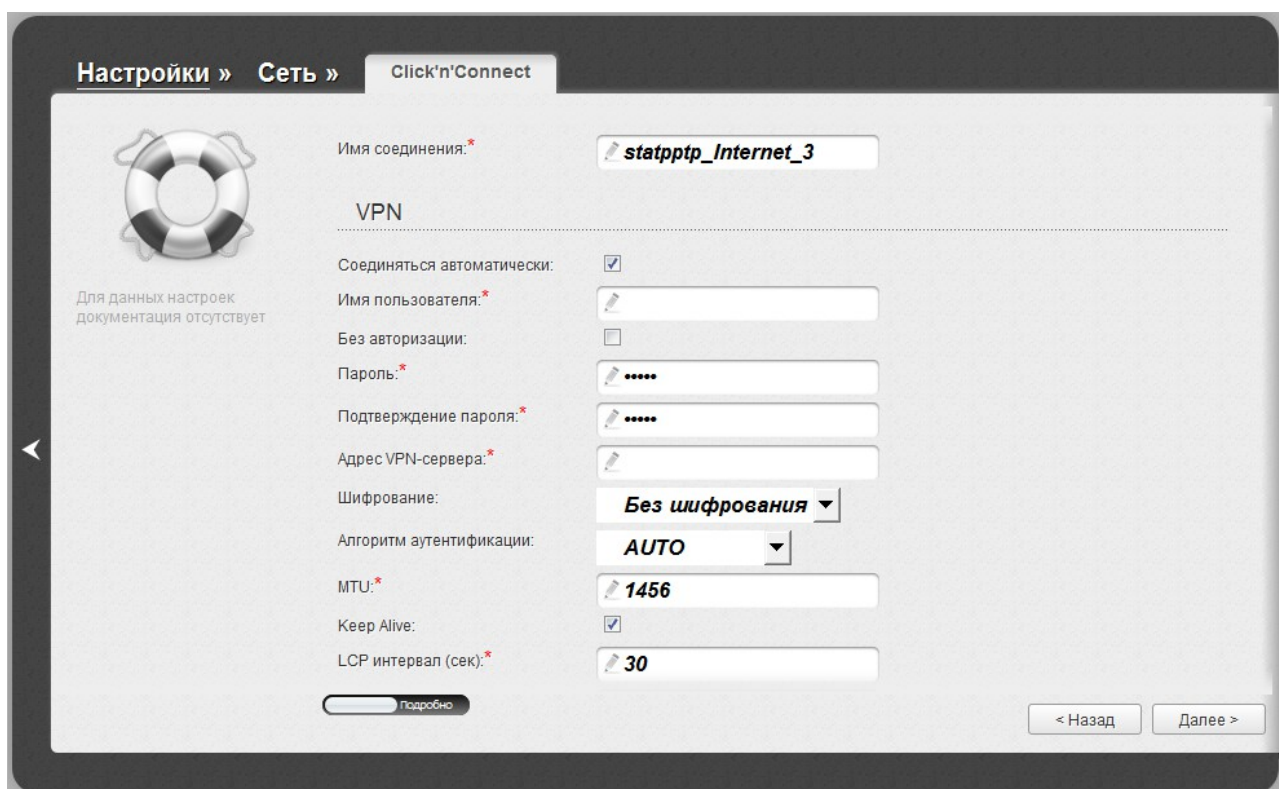 Настройки » Сеть » Click'n'Connect
Для данных настроек
документация отсутствует
Имя соединения:* statpptp_Internet_3
VPN
Соединяться автоматически:
Имя пользователя:*
Без авторизации:
Пароль:* •••••
Подтверждение пароля:* •••••
Адрес VPN-сервера:*
Шифрование: Без шифрования
Алгоритм аутентификации: AUTO
MTU:* 1456
Keep Alive:
LCP интервал (сек):* 30
Подробно
< Назад Далее >